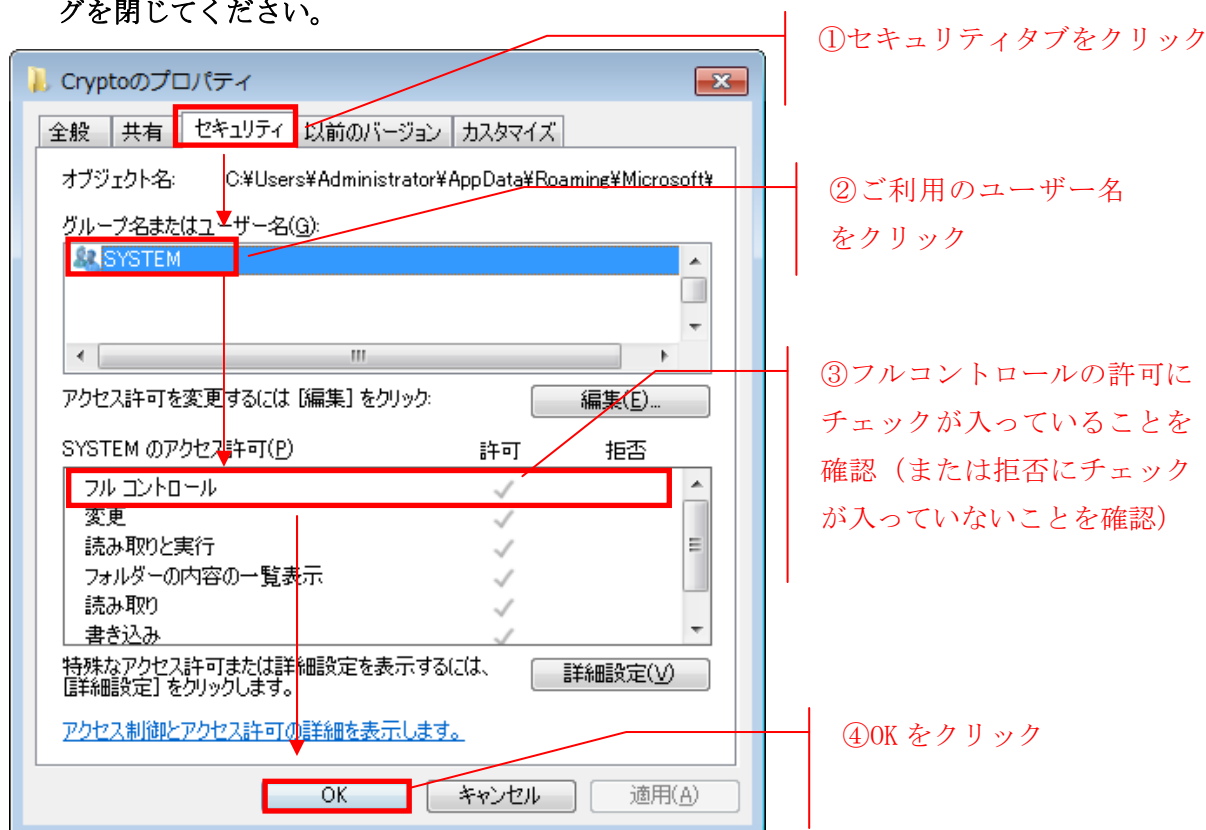 グを閉じてください。
①セキュリティタブをクリック
Cryptoのプロパティ
全般 共有 セキュリティ 以前のバージョン カスタマイズ
オブジェクト名: C:¥Users¥Administrator¥AppData¥Roaming¥Microsoft¥
②ご利用のユーザー名
をクリック
グループ名またはユーザー名(G):
SYSTEM
③フルコントロールの許可に
チェックが入っていることを
確認（または拒否にチェック
が入っていないことを確認）
アクセス許可を変更するには [編集] をクリック: 編集(E)...
SYSTEM のアクセス許可(P) 許可 拒否
フル コントロール
変更
読み取りと実行
フォルダーの内容の一覧表示
読み取り
書き込み
特殊なアクセス許可または詳細設定を表示するには、
[詳細設定] をクリックします。
詳細設定(V)
アクセス制御とアクセス許可の詳細を表示します。
④OK をクリック
OK キャンセル 適用(A)